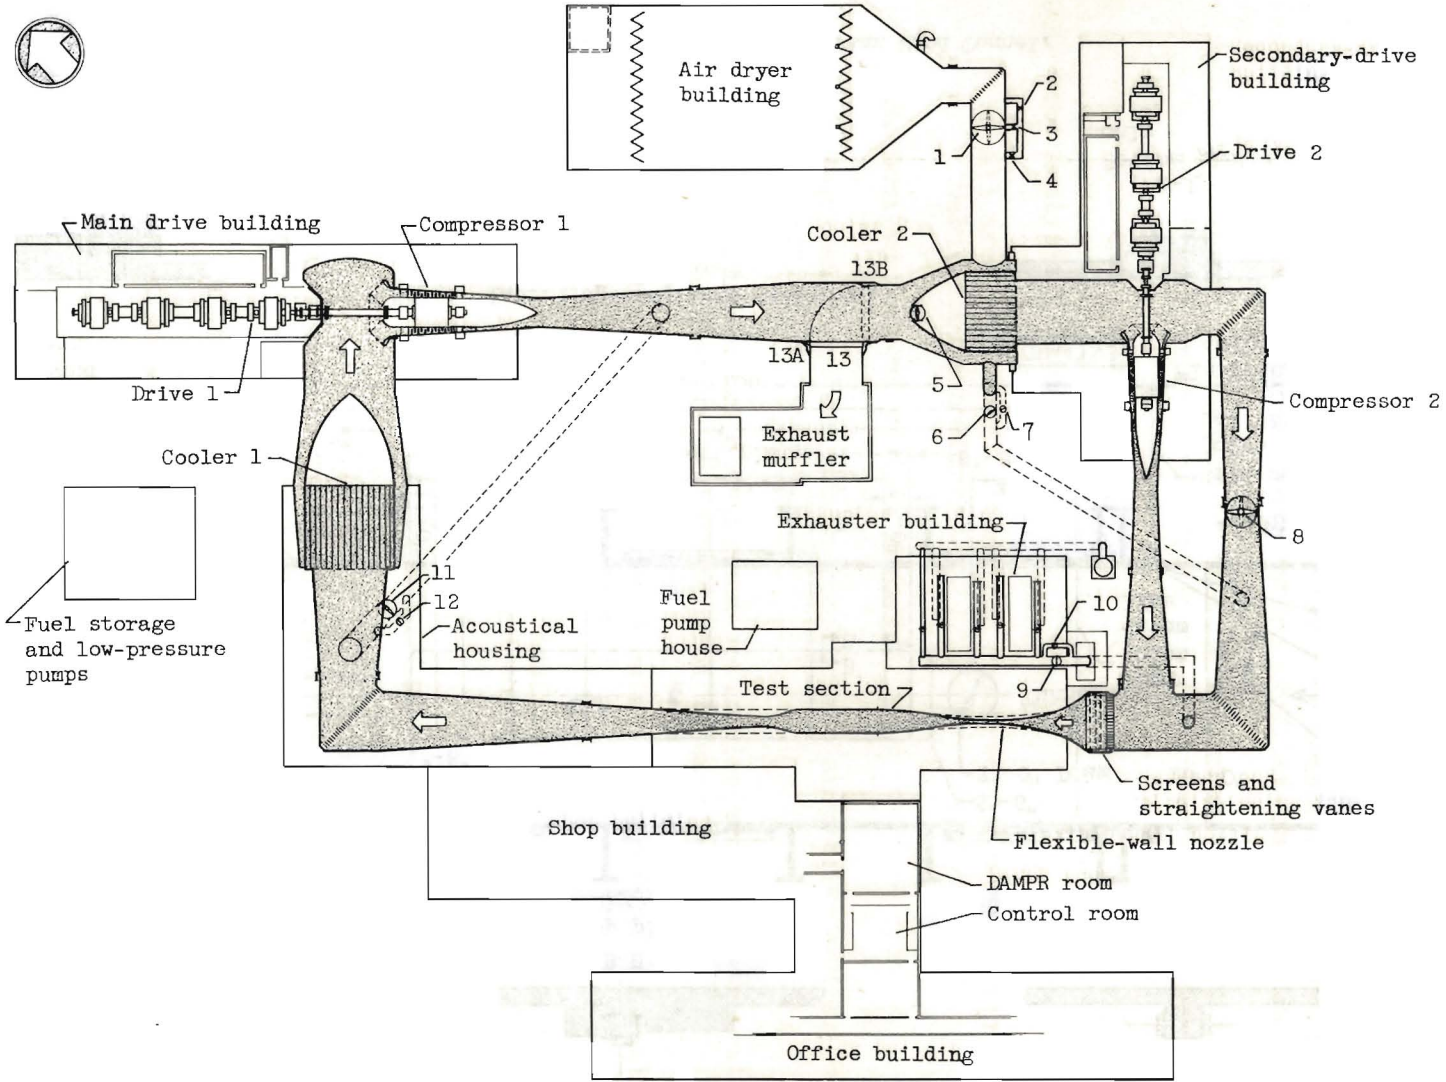 Air dryer
building
Secondary-drive
building
2
1
3
4
Drive 2
Main drive building
Compressor 1
Cooler 2
13B
13A
13
Drive 1
5
6
7
Compressor 2
Exhaust
muffler
Cooler 1
Exhauster building
8
11
12
Fuel
pump
house
10
9
Fuel storage
and low-pressure
pumps
Acoustical
housing
Test section
Screens and
straightening vanes
Shop building
Flexible-wall nozzle
DAMPR room
Control room
Office building